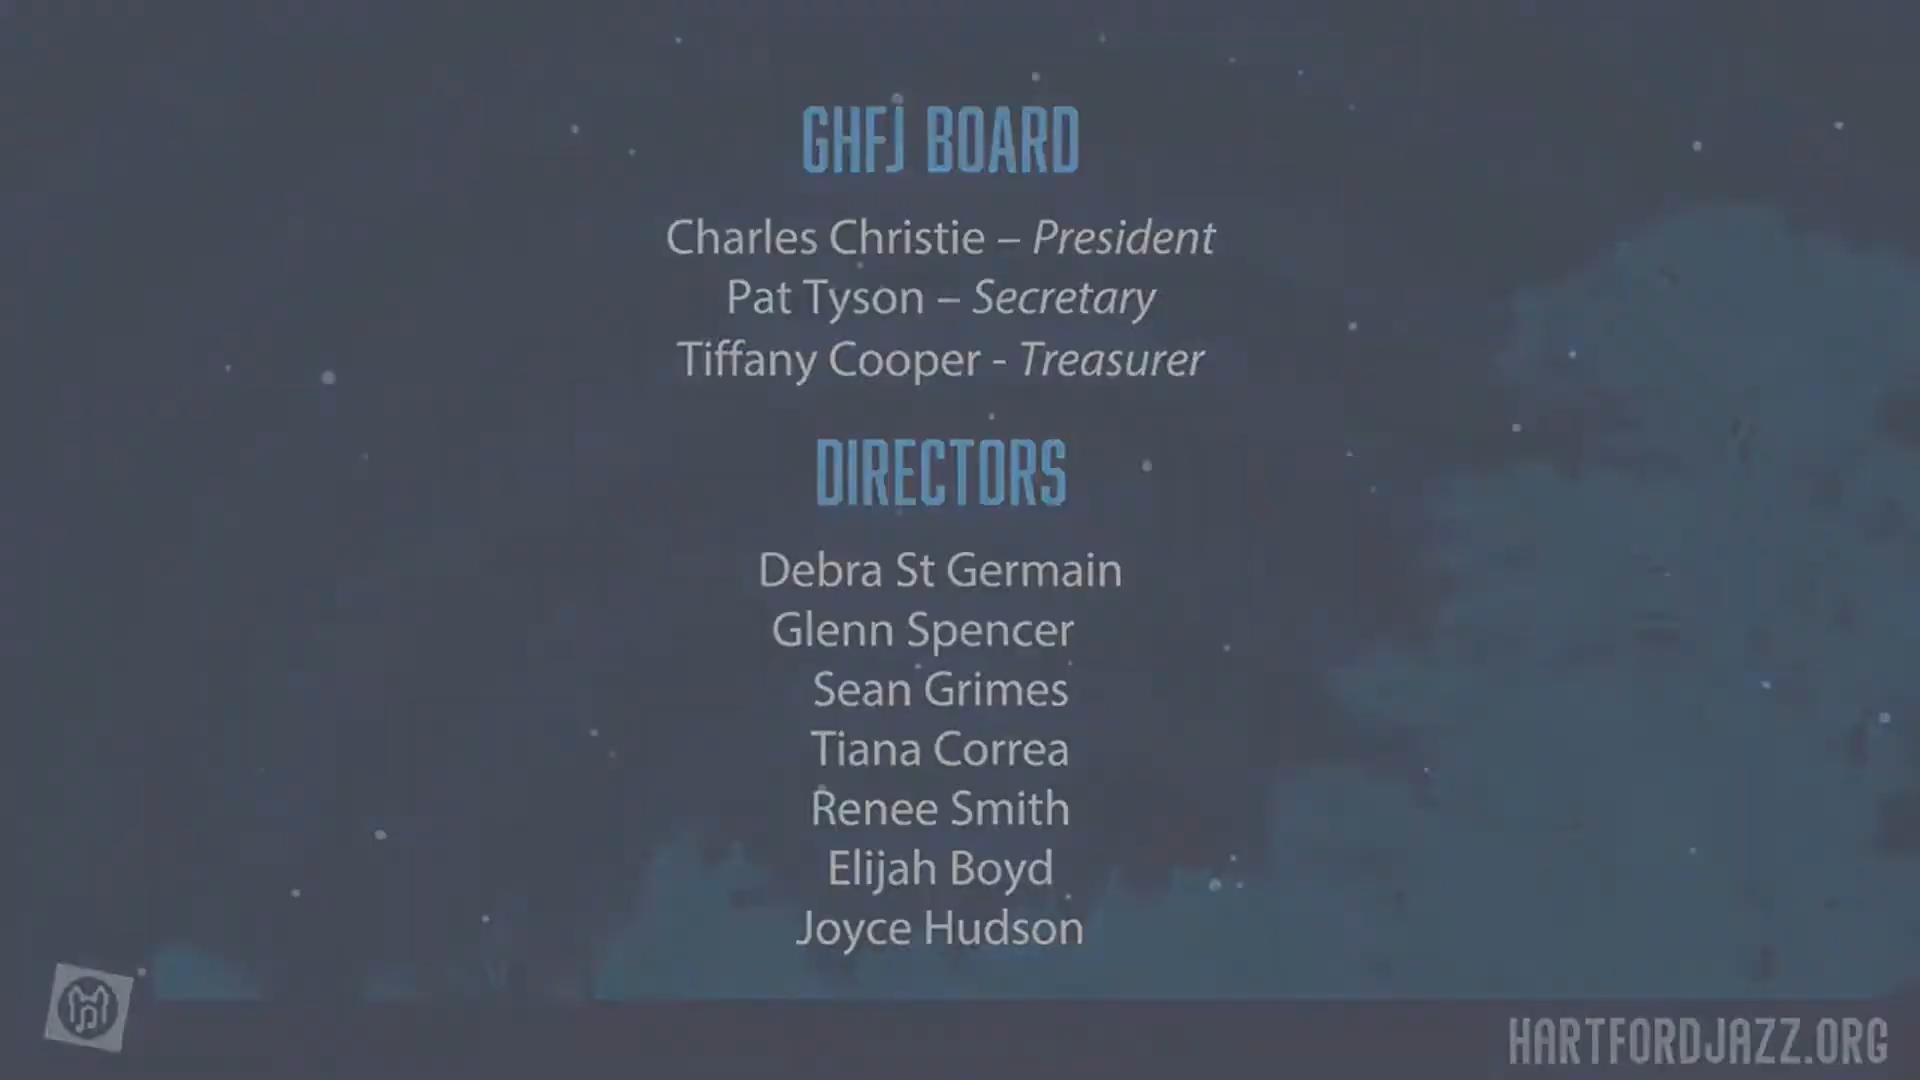 GHFJ BOARD
Charles Christie – President
Pat Tyson – Secretary
Tiffany Cooper - Treasurer
DIRECTORS
Debra St Germain
Glenn Spencer
Sean Grimes
Tiana Correa
Renee Smith
Elijah Boyd
Joyce Hudson
HARTFORDJAZZ.ORG